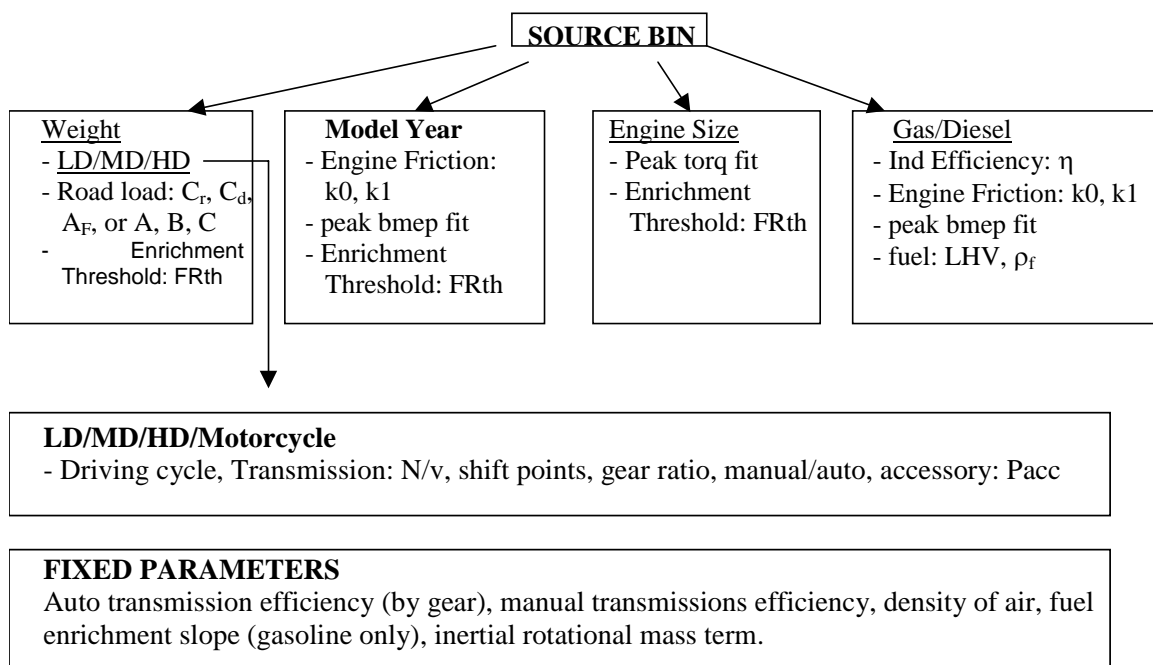 SOURCE BIN
Weight
- LD/MD/HD
- Road load: Cr, Cd,
AF, or A, B, C
- Enrichment
Threshold: FRth
Model Year
- Engine Friction:
k0, k1
- peak bmep fit
- Enrichment
Threshold: FRth
Engine Size
- Peak torq fit
- Enrichment
Threshold: FRth
Gas/Diesel
- Ind Efficiency: η
- Engine Friction: k0, k1
- peak bmep fit
- fuel: LHV, ρf
LD/MD/HD/Motorcycle
- Driving cycle, Transmission: N/v, shift points, gear ratio, manual/auto, accessory: Pacc
FIXED PARAMETERS
Auto transmission efficiency (by gear), manual transmissions efficiency, density of air, fuel
enrichment slope (gasoline only), inertial rotational mass term.